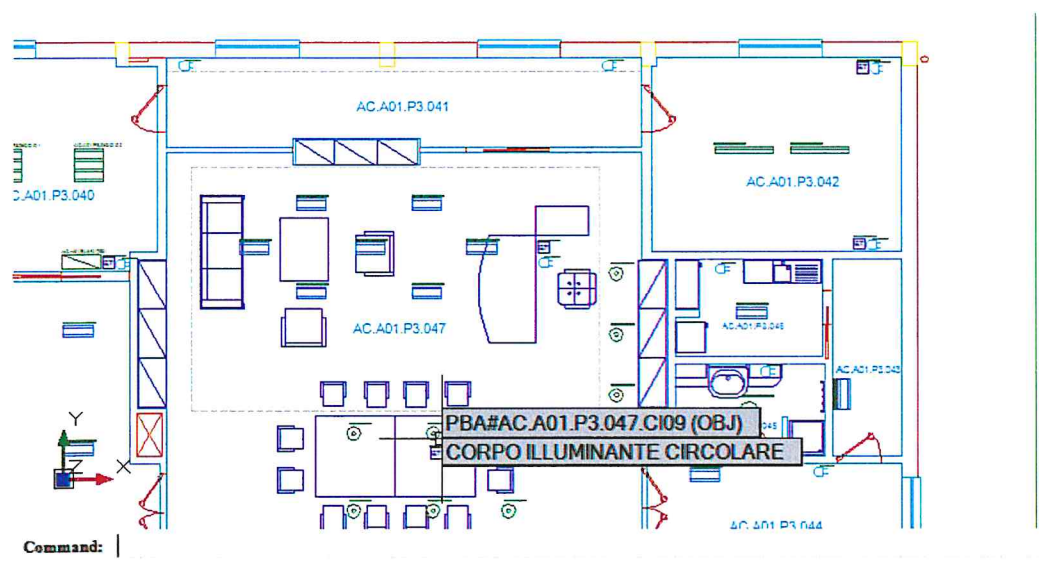 AC.A01.P3.041
AC.A01.P3.042
C.A01.P3.040
AC.A01.P3.047
AC.A01.P3.043
PBA#AC.A01.P3.047.CI09 (OBJ)
CORPO ILLUMINANTE CIRCOLARE
Y
Z
X
AC.A01.P3.044
Command: